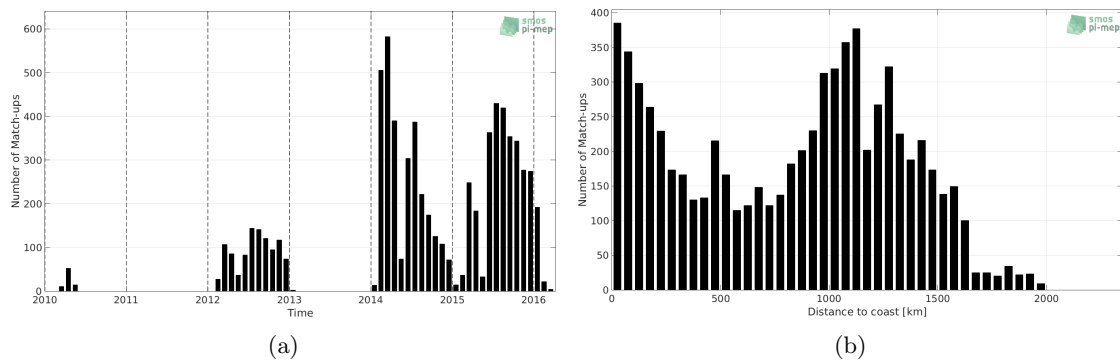 smos
pi-mep
600
500
400
300
200
100
0
Number of Match-ups
2010 2011 2012 2013 2014 2015 2016
Time
(a)
smos
pi-mep
400
350
300
250
200
150
100
50
0
Number of Match-ups
0 500 1000 1500 2000
Distance to coast [km]
(b)